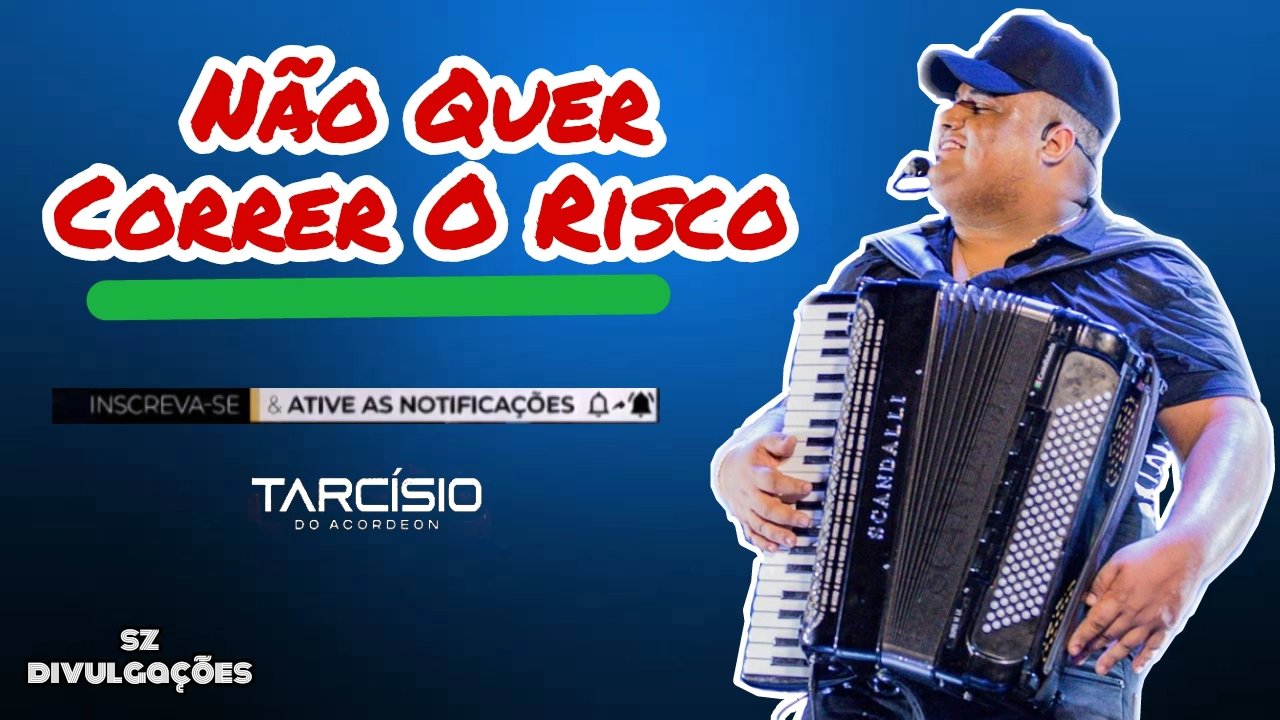 Não Quer
Correr O Risco
INSCREVA-SE & ATIVE AS NOTIFICAÇÕES
TARCÍSIO
DO ACORDEON
SCANDALLI
SZ
DIVULGAÇÕES